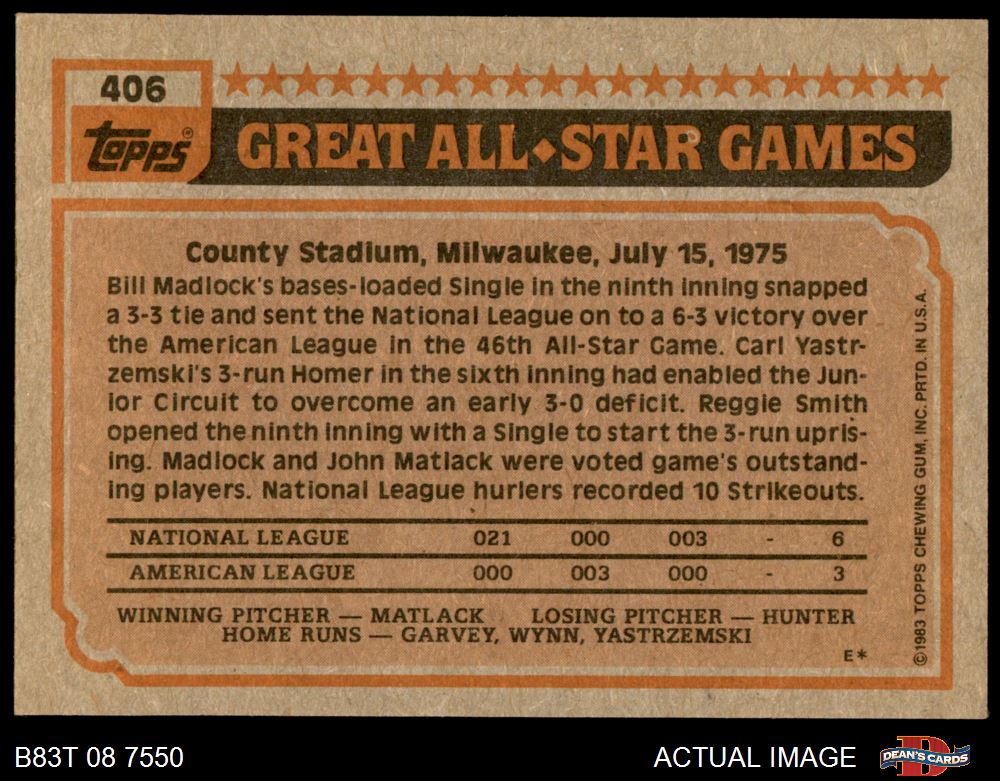 406
topps®
GREAT ALL◆STAR GAMES
County Stadium, Milwaukee, July 15, 1975
Bill Madlock's bases-loaded Single in the ninth inning snapped
a 3-3 tie and sent the National League on to a 6-3 victory over
the American League in the 46th All-Star Game. Carl Yastr-
zemski's 3-run Homer in the sixth inning had enabled the Jun-
ior Circuit to overcome an early 3-0 deficit. Reggie Smith
opened the ninth inning with a Single to start the 3-run upris-
ing. Madlock and John Matlack were voted game's outstand-
ing players. National League hurlers recorded 10 Strikeouts.
NATIONAL LEAGUE 021 000 003 - 6
AMERICAN LEAGUE 000 003 000 - 3
WINNING PITCHER — MATLACK LOSING PITCHER — HUNTER
HOME RUNS — GARVEY, WYNN, YASTRZEMSKI
E*
©1983 TOPPS CHEWING GUM, INC. PRTD. IN U.S.A.
B83T 08 7550
ACTUAL IMAGE
DEAN'S CARDS